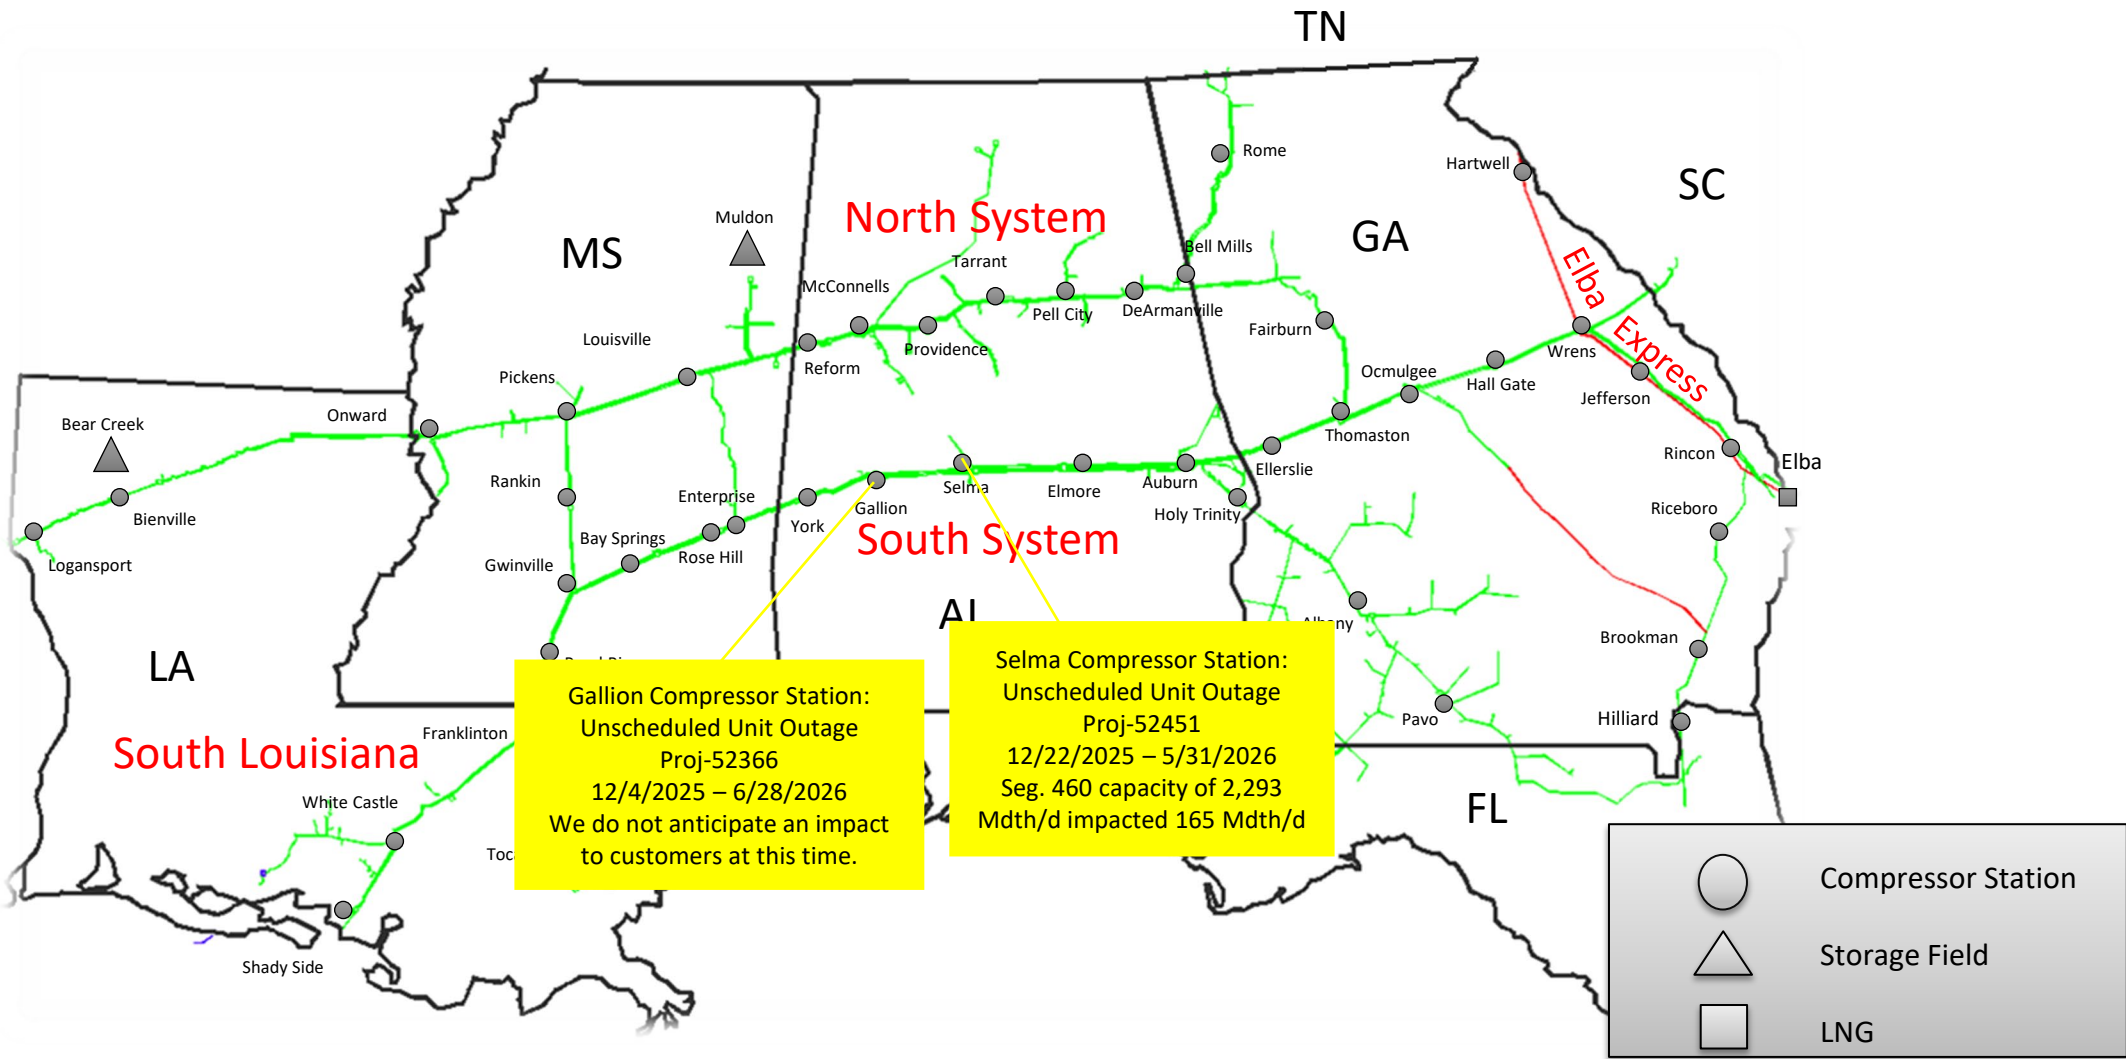 TN
Rome
Hartwell
SC
Muldon
North System
GA
MS
Bell Mills
Elba
Tarrant
McConnells
Pell City
DeArmanville
Fairburn
Express
Louisville
Providence
Wrens
Reform
Ocmulgee
Hall Gate
Pickens
Jefferson
Onward
Bear Creek
Thomaston
Rincon
Elba
Ellerslie
Rankin
Enterprise
Selma
Elmore
Auburn
Bienville
York
Gallion
Holy Trinity
Riceboro
Bay Springs
Rose Hill
South System
Logansport
Gwinville
Albany
Brookman
LA
Gallion Compressor Station:
Unscheduled Unit Outage
Proj-52366
12/4/2025 – 6/28/2026
We do not anticipate an impact
to customers at this time.
Selma Compressor Station:
Unscheduled Unit Outage
Proj-52451
12/22/2025 – 5/31/2026
Seg. 460 capacity of 2,293
Mdth/d impacted 165 Mdth/d
Pavo
Hilliard
Franklinton
South Louisiana
White Castle
FL
Shady Side
Compressor Station
Storage Field
LNG